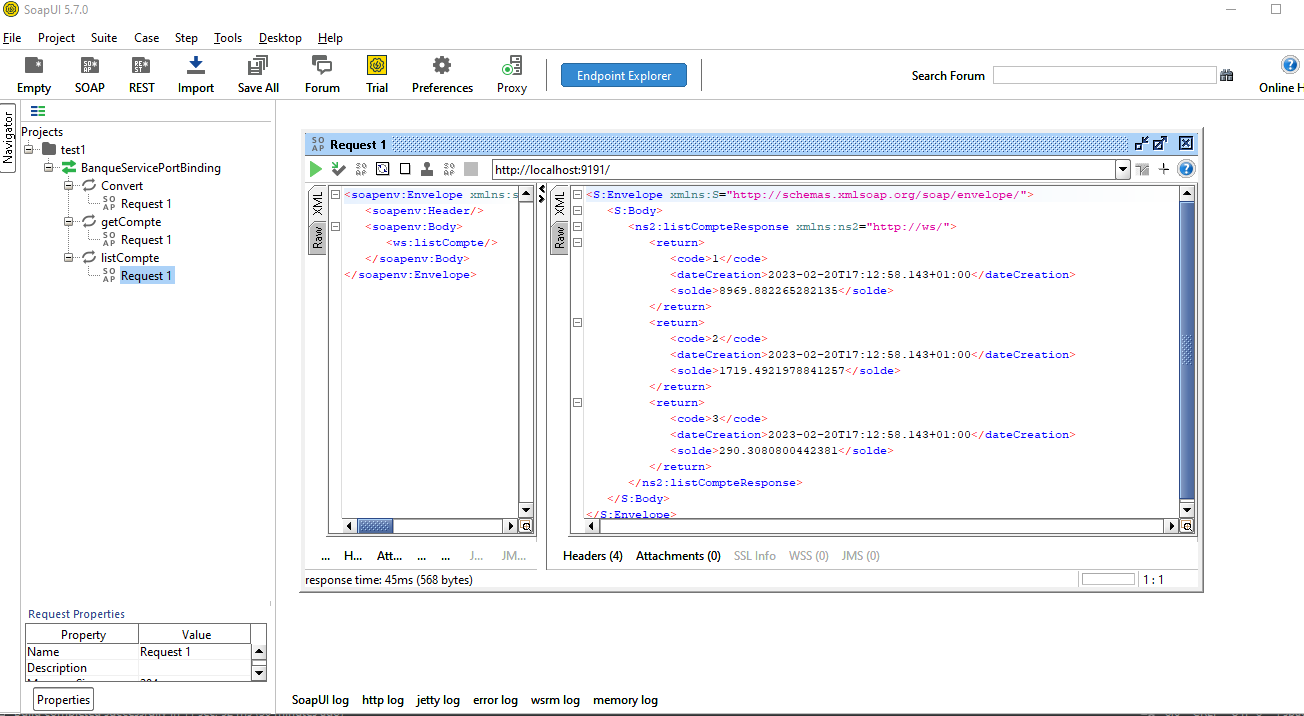 SoapUI 5.7.0
File Project Suite Case Step Tools Desktop Help
Empty SOAP REST Import Save All Forum Trial Preferences Proxy Endpoint Explorer Search Forum Online H
Navigator
Projects
test1
BanqueServicePortBinding
Convert
SOAP Request 1
getCompte
SOAP Request 1
listCompte
SOAP Request 1
Request Properties
Property Value
Name Request 1
Description
Properties
SOAP Request 1
http://localhost:9191/
XML
Raw
<soapenv:Envelope xmlns:s
<soapenv:Header/>
<soapenv:Body>
<ws:listCompte/>
</soapenv:Body>
</soapenv:Envelope>
... H... Att... ... ... J... JM...
XML
Raw
<S:Envelope xmlns:S="http://schemas.xmlsoap.org/soap/envelope/">
<S:Body>
<ns2:listCompteResponse xmlns:ns2="http://ws/">
<return>
<code>1</code>
<dateCreation>2023-02-20T17:12:58.143+01:00</dateCreation>
<solde>8969.882265282135</solde>
</return>
<return>
<code>2</code>
<dateCreation>2023-02-20T17:12:58.143+01:00</dateCreation>
<solde>1719.4921978841257</solde>
</return>
<return>
<code>3</code>
<dateCreation>2023-02-20T17:12:58.143+01:00</dateCreation>
<solde>290.3080800442381</solde>
</return>
</ns2:listCompteResponse>
</S:Body>
</S:Envelope>
Headers (4) Attachments (0) SSL Info WSS (0) JMS (0)
response time: 45ms (568 bytes)
1 : 1
SoapUI log http log jetty log error log wsrm log memory log